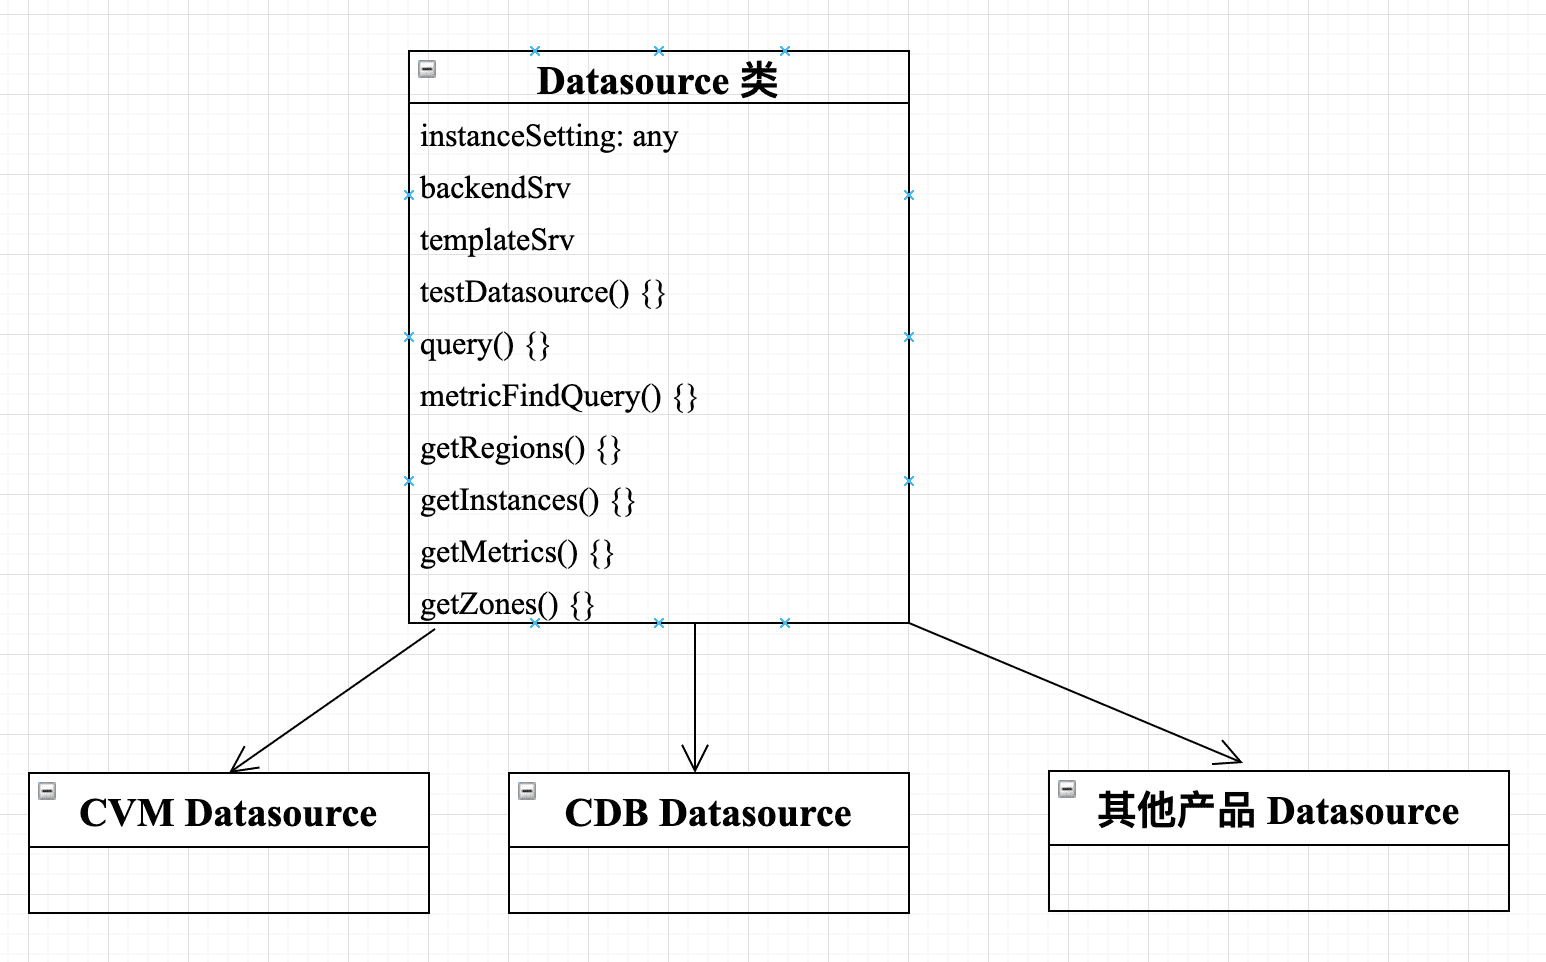 Datasource 类
instanceSetting: any
backendSrv
templateSrv
testDatasource() {}
query() {}
metricFindQuery() {}
getRegions() {}
getInstances() {}
getMetrics() {}
getZones() {}
CVM Datasource
CDB Datasource
其他产品 Datasource